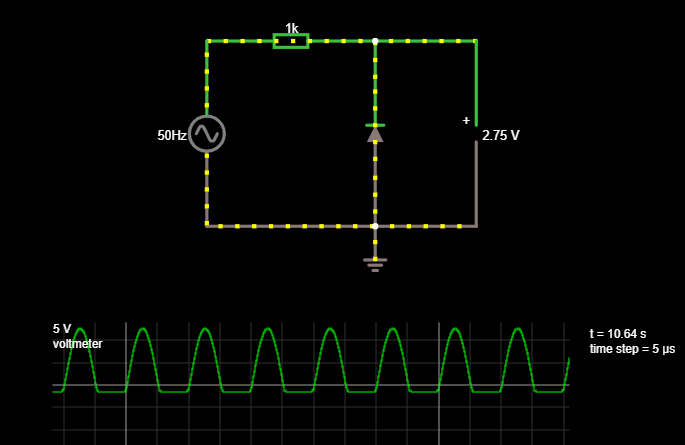 1k
50Hz
+
2.75 V
5 V
voltmeter
t = 10.64 s
time step = 5 µs